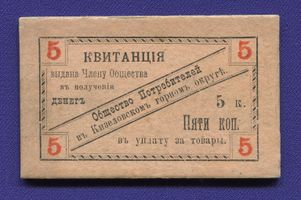 5 5
КВИТАНЦІЯ
выдана Члену Общества
въ полученіи
ДЕНЕГЪ
Общество Потребителей
въ Кизеловскомъ горномъ округѣ.
5 к.
Пяти коп.
въ уплату за товары.
5 5